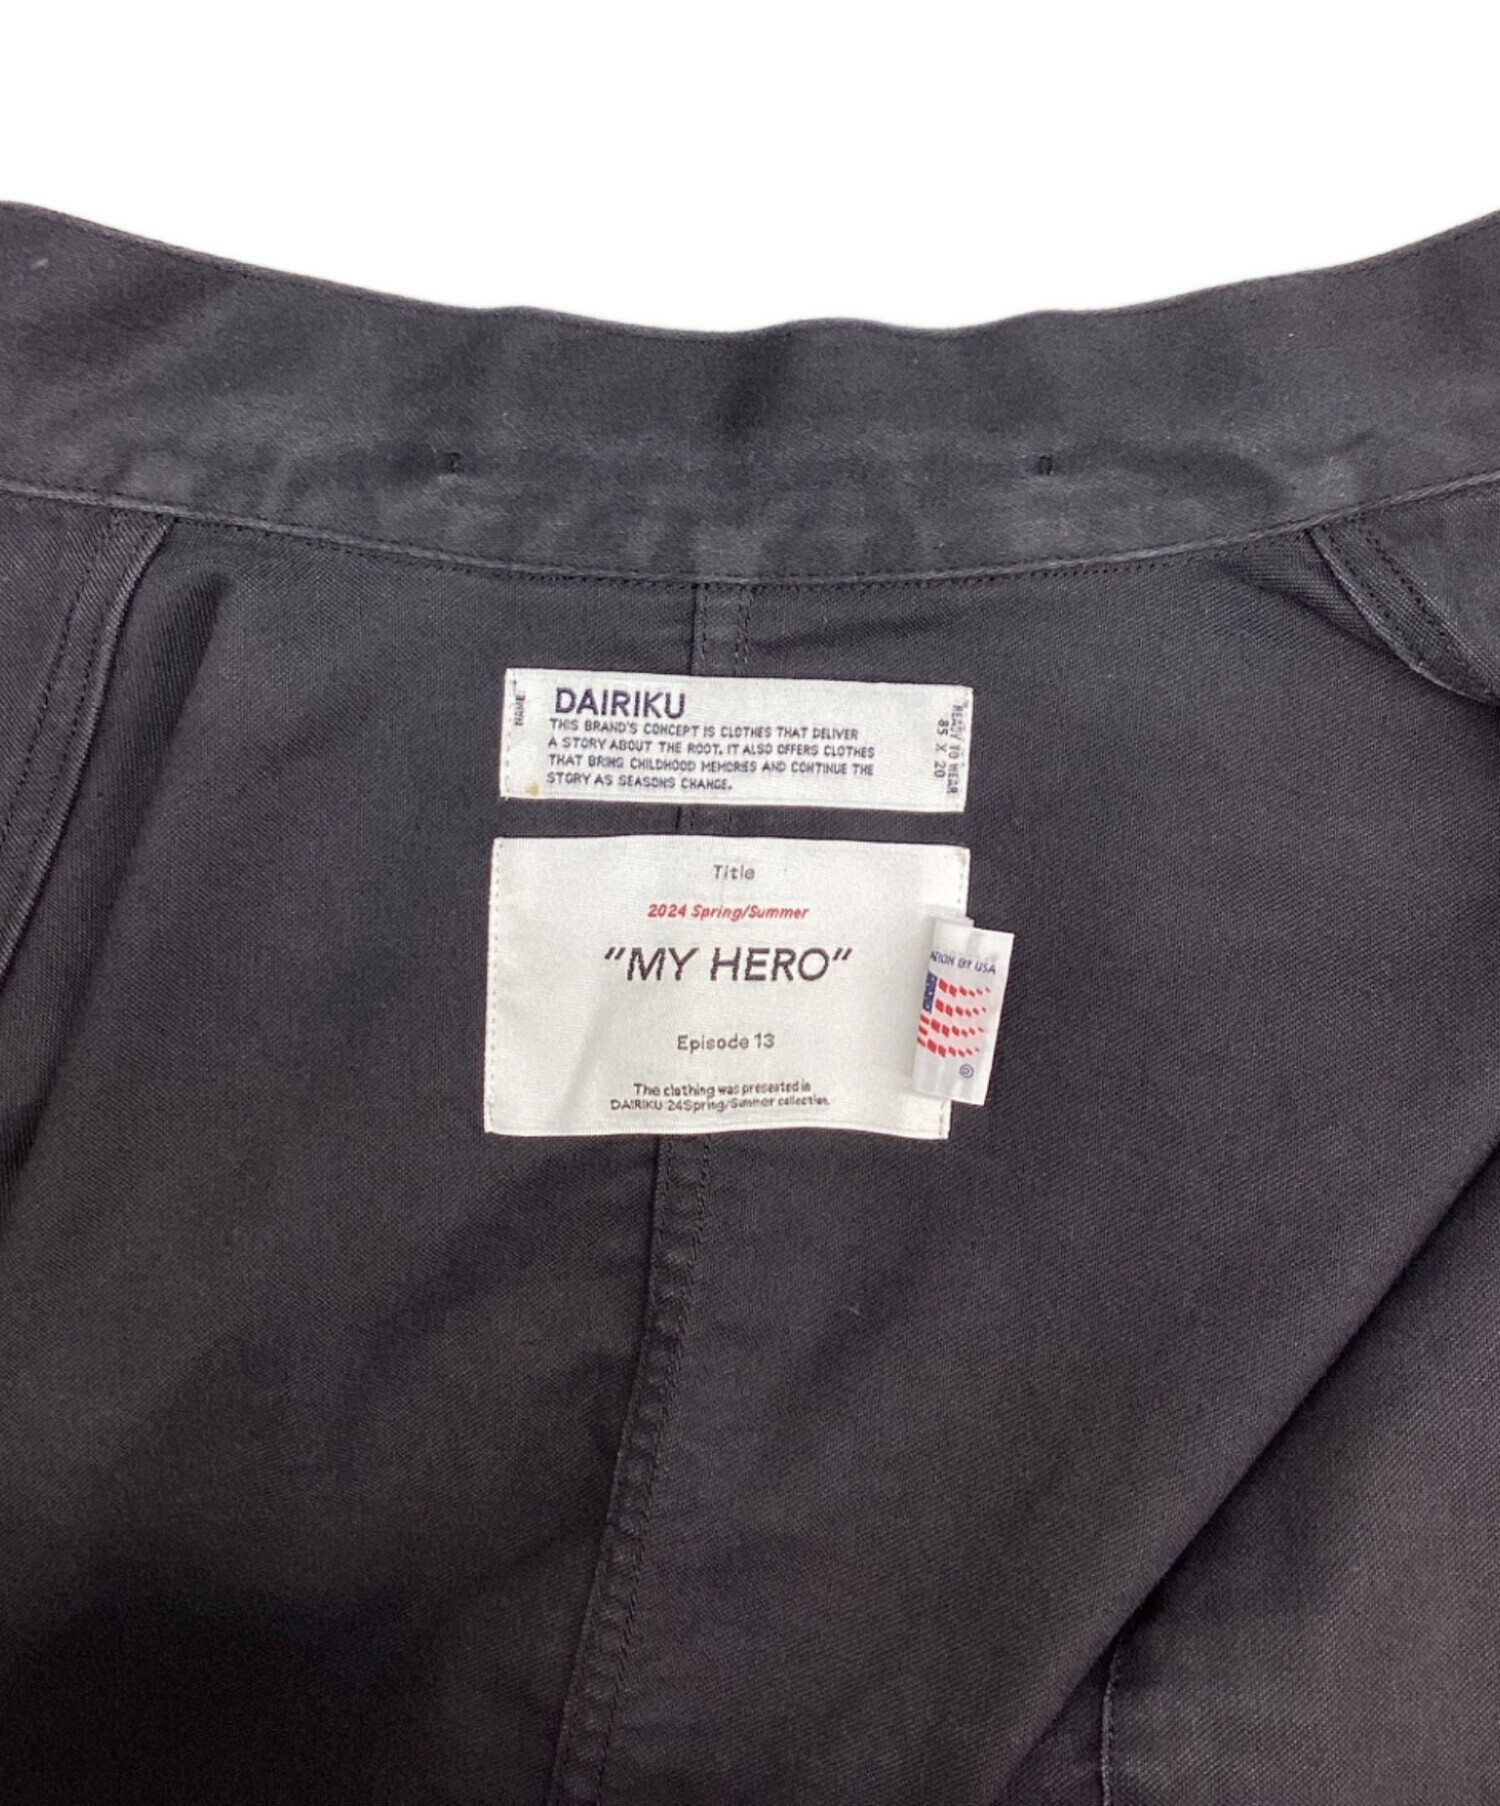 NAME
DAIRIKU
THIS BRAND'S CONCEPT IS CLOTHES THAT DELIVER
A STORY ABOUT THE ROOT. IT ALSO OFFERS CLOTHES
THAT BRING CHILDHOOD MEMORIES AND CONTINUE THE
STORY AS SEASONS CHANGE.
READY TO WEAR
85 X 20
Title
2024 Spring/Summer
"MY HERO"
Episode 13
The clothing was presented in
DAIRIKU 24Spring/Summer collection.
BY USA